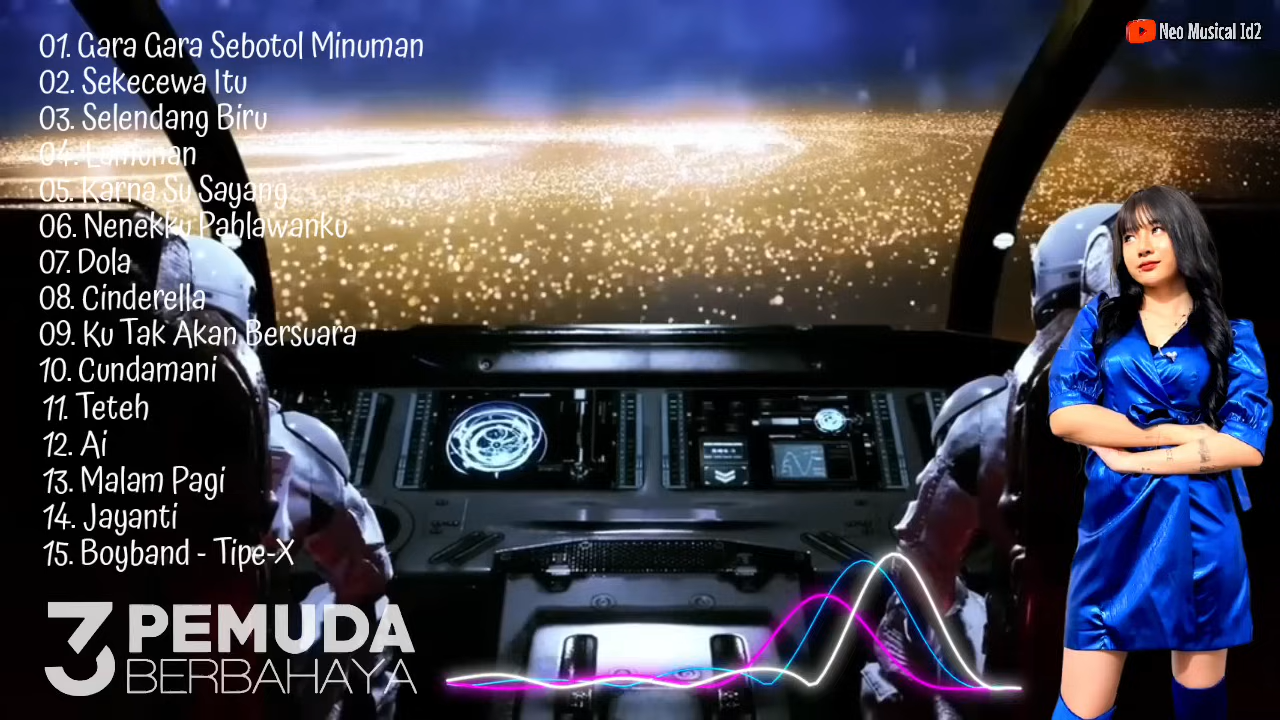 01. Gara Gara Sebotol Minuman
02. Sekecewa Itu
03. Selendang Biru
04. Lamunan
05. Karna Su Sayang
06. Nenekku Pahlawanku
07. Dola
08. Cinderella
09. Ku Tak Akan Bersuara
10. Cundamani
11. Teteh
12. Ai
13. Malam Pagi
14. Jayanti
15. Boyband - Tipe-X
3 PEMUDA
BERBAHAYA
Neo Musical Id2